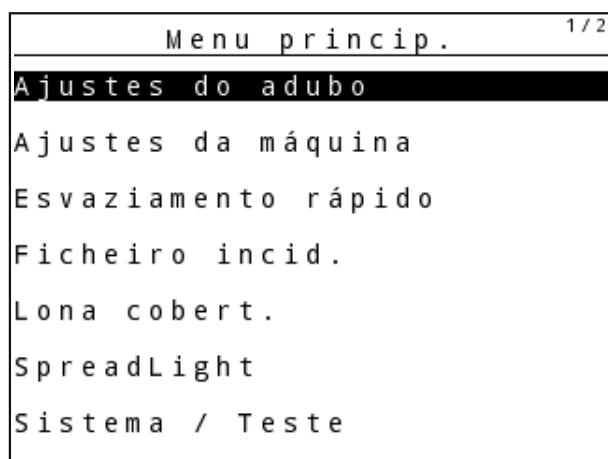 Menu princip.
1/2
Ajustes do adubo
Ajustes da máquina
Esvaziamento rápido
Ficheiro incid.
Lona cobert.
SpreadLight
Sistema / Teste